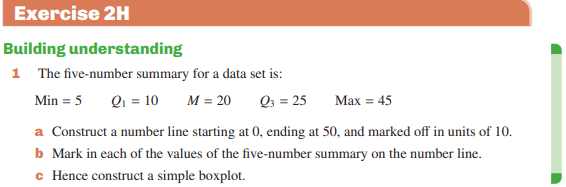 Exercise 2H
Building understanding
1 The five-number summary for a data set is:
Min = 5 Q₁ = 10 M = 20 Q₃ = 25 Max = 45
a Construct a number line starting at 0, ending at 50, and marked off in units of 10.
b Mark in each of the values of the five-number summary on the number line.
c Hence construct a simple boxplot.